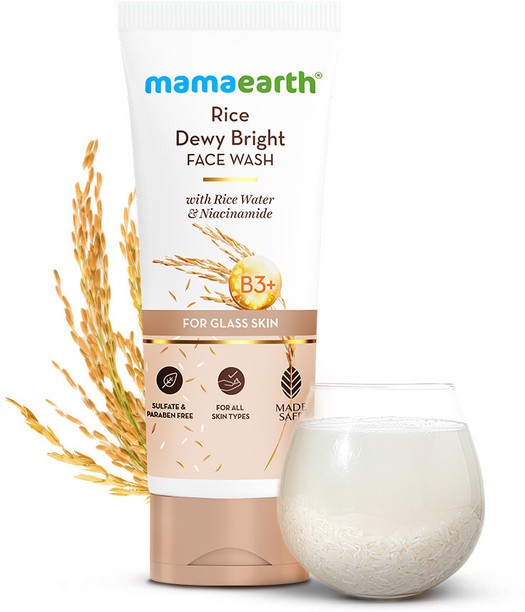 mamaearth®
Rice
Dewy Bright
FACE WASH
with Rice Water
& Niacinamide
B3+
FOR GLASS SKIN
SULFATE &
PARABEN FREE
FOR ALL
SKIN TYPES
MADE
SAFE